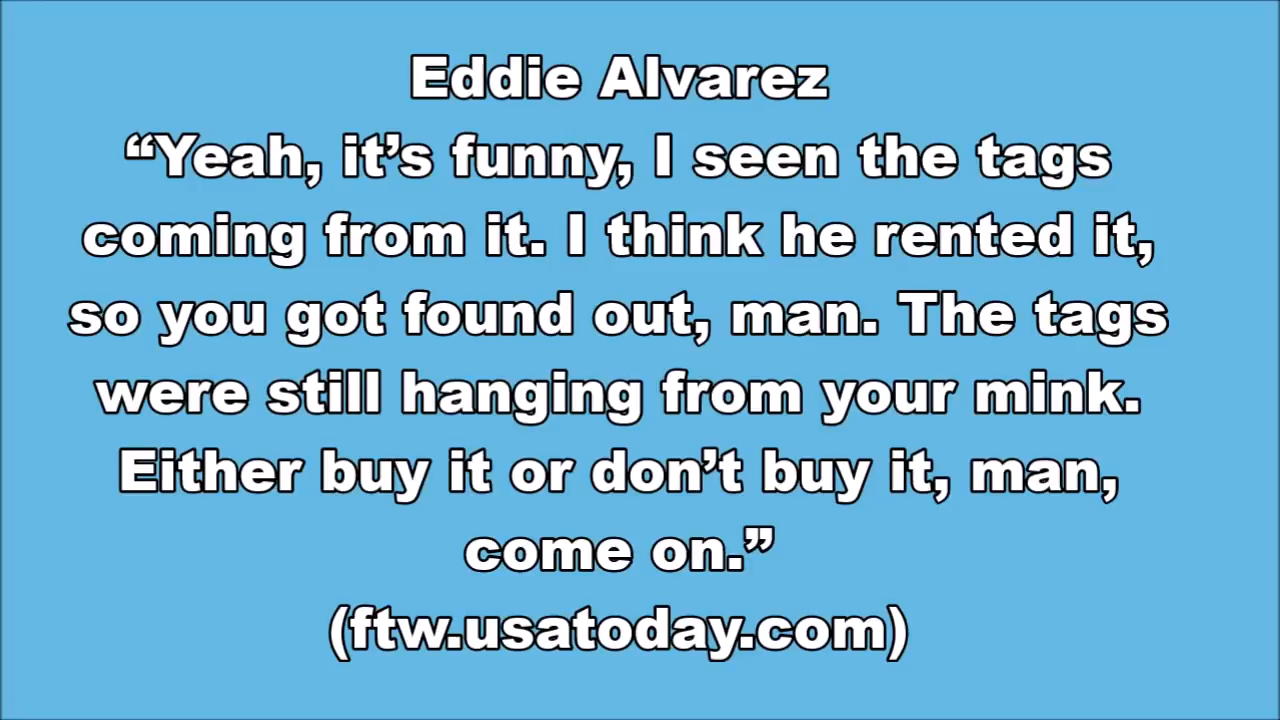 Eddie Alvarez
“Yeah, it’s funny, I seen the tags
coming from it. I think he rented it,
so you got found out, man. The tags
were still hanging from your mink.
Either buy it or don’t buy it, man,
come on.”
(ftw.usatoday.com)